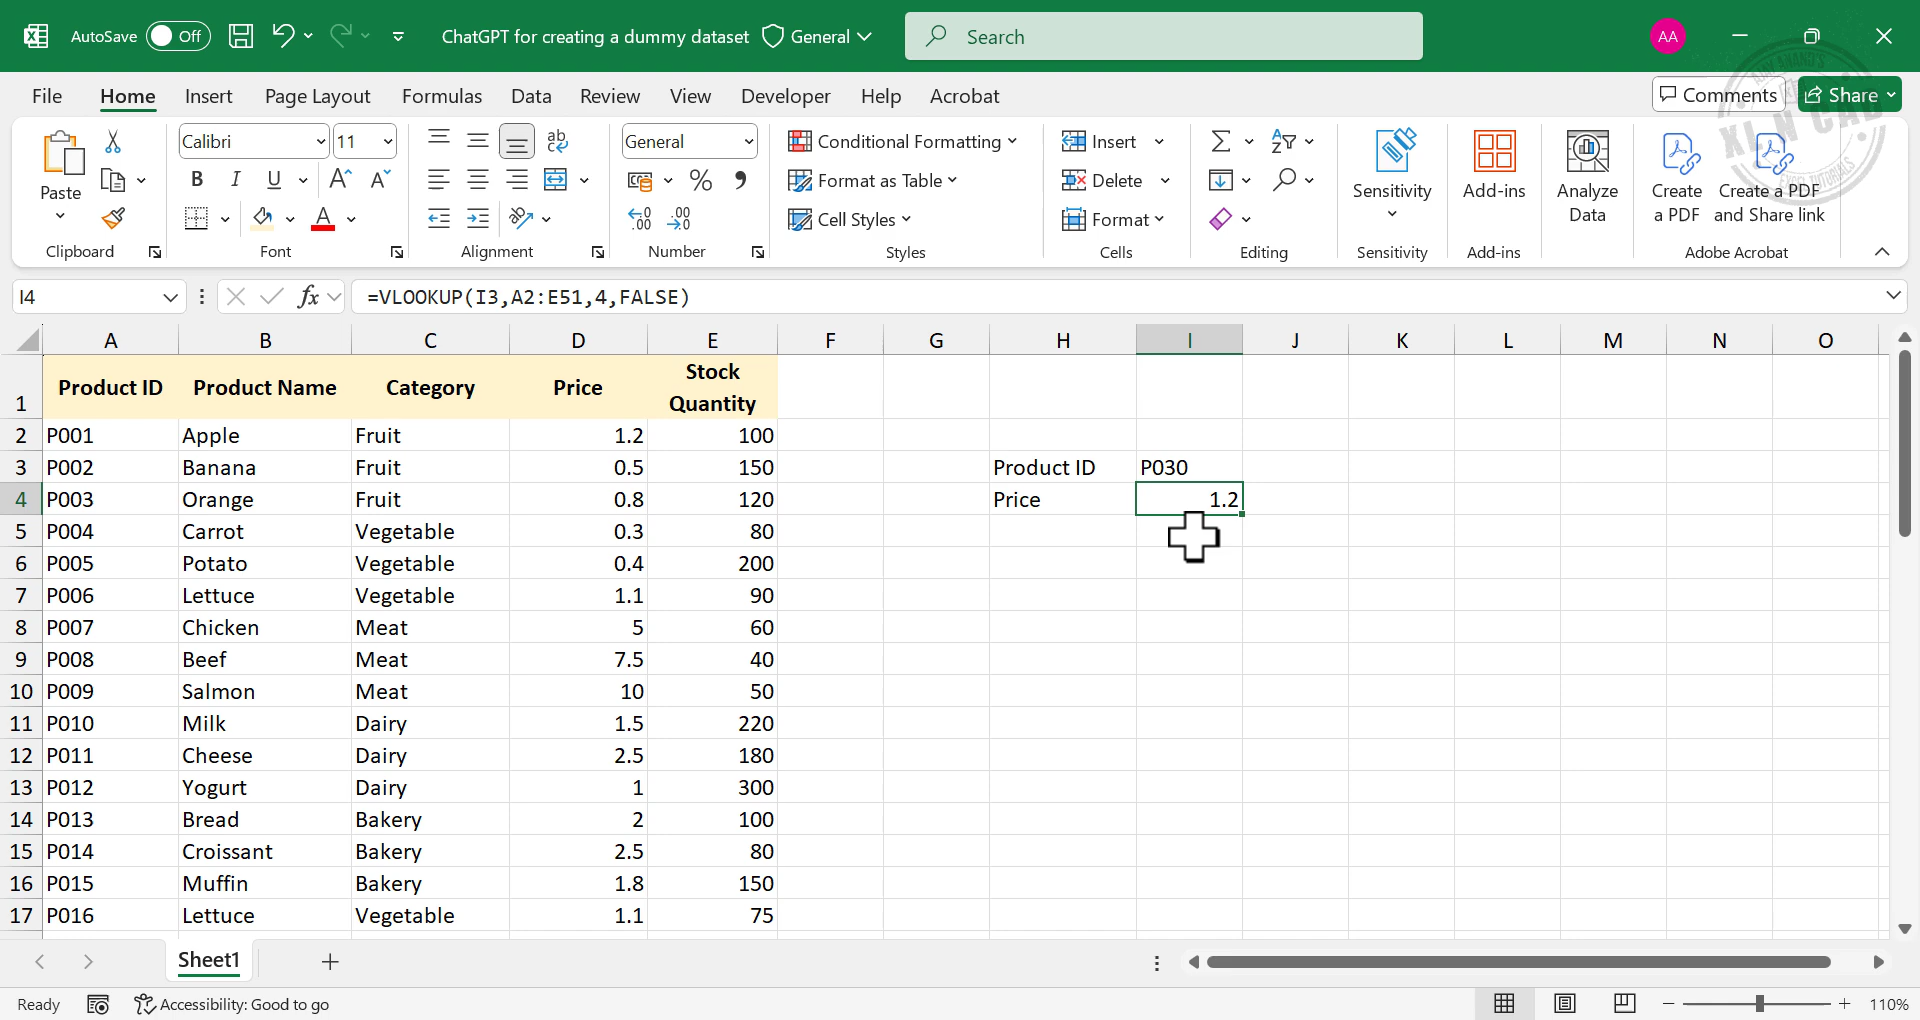 AutoSave Off ChatGPT for creating a dummy dataset General Search AA
File Home Insert Page Layout Formulas Data Review View Developer Help Acrobat Comments Share
Paste
Clipboard
Calibri 11
B I U A A
A
Font
ab
Alignment
General
% 9
Number
Conditional Formatting
Format as Table
Cell Styles
Styles
Insert
Delete
Format
Cells
Editing
Sensitivity
Sensitivity
Add-ins
Add-ins
Analyze
Data
Create
a PDF
Create a PDF
and Share link
Adobe Acrobat
XL N CAD
EXCEL TUTORIALS
I4 fx =VLOOKUP(I3,A2:E51,4,FALSE)
A B C D E F G H I J K L M N O
1 Product ID Product Name Category Price Stock Quantity
2 P001 Apple Fruit 1.2 100
3 P002 Banana Fruit 0.5 150 Product ID P030
4 P003 Orange Fruit 0.8 120 Price 1.2
5 P004 Carrot Vegetable 0.3 80
6 P005 Potato Vegetable 0.4 200
7 P006 Lettuce Vegetable 1.1 90
8 P007 Chicken Meat 5 60
9 P008 Beef Meat 7.5 40
10 P009 Salmon Meat 10 50
11 P010 Milk Dairy 1.5 220
12 P011 Cheese Dairy 2.5 180
13 P012 Yogurt Dairy 1 300
14 P013 Bread Bakery 2 100
15 P014 Croissant Bakery 2.5 80
16 P015 Muffin Bakery 1.8 150
17 P016 Lettuce Vegetable 1.1 75
Sheet1
Ready Accessibility: Good to go 110%